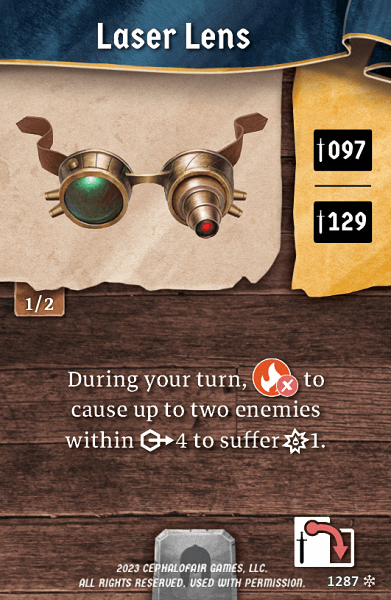 Laser Lens
097
129
1/2
During your turn, to
cause up to two enemies
within 4 to suffer 1.
2023 CEPHALOFAIR GAMES, LLC.
ALL RIGHTS RESERVED. USED WITH PERMISSION.
1287